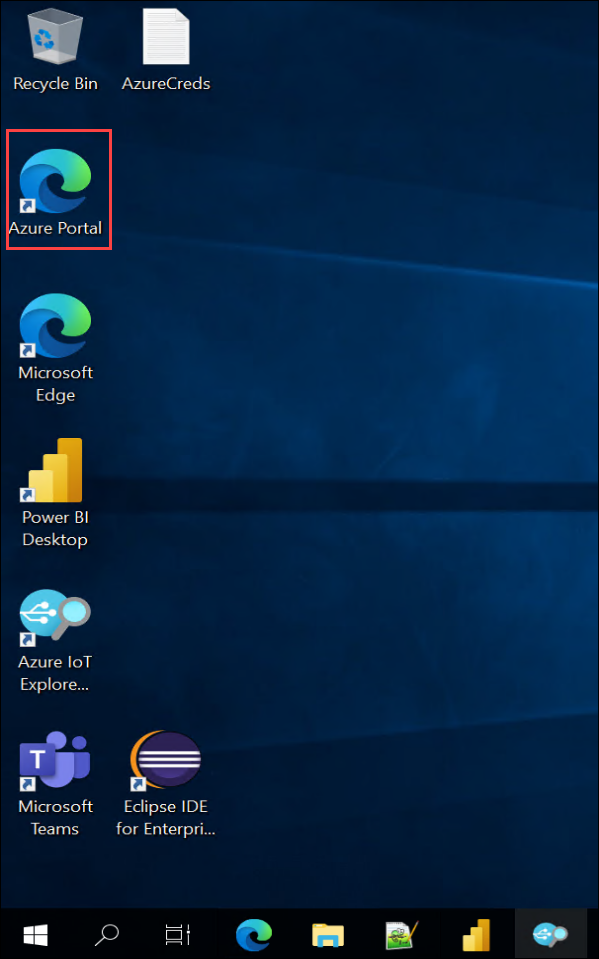 Recycle Bin
AzureCreds
Azure Portal
Microsoft
Edge
Power BI
Desktop
Azure IoT
Explore...
T
Microsoft
Teams
Eclipse IDE
for Enterpri...